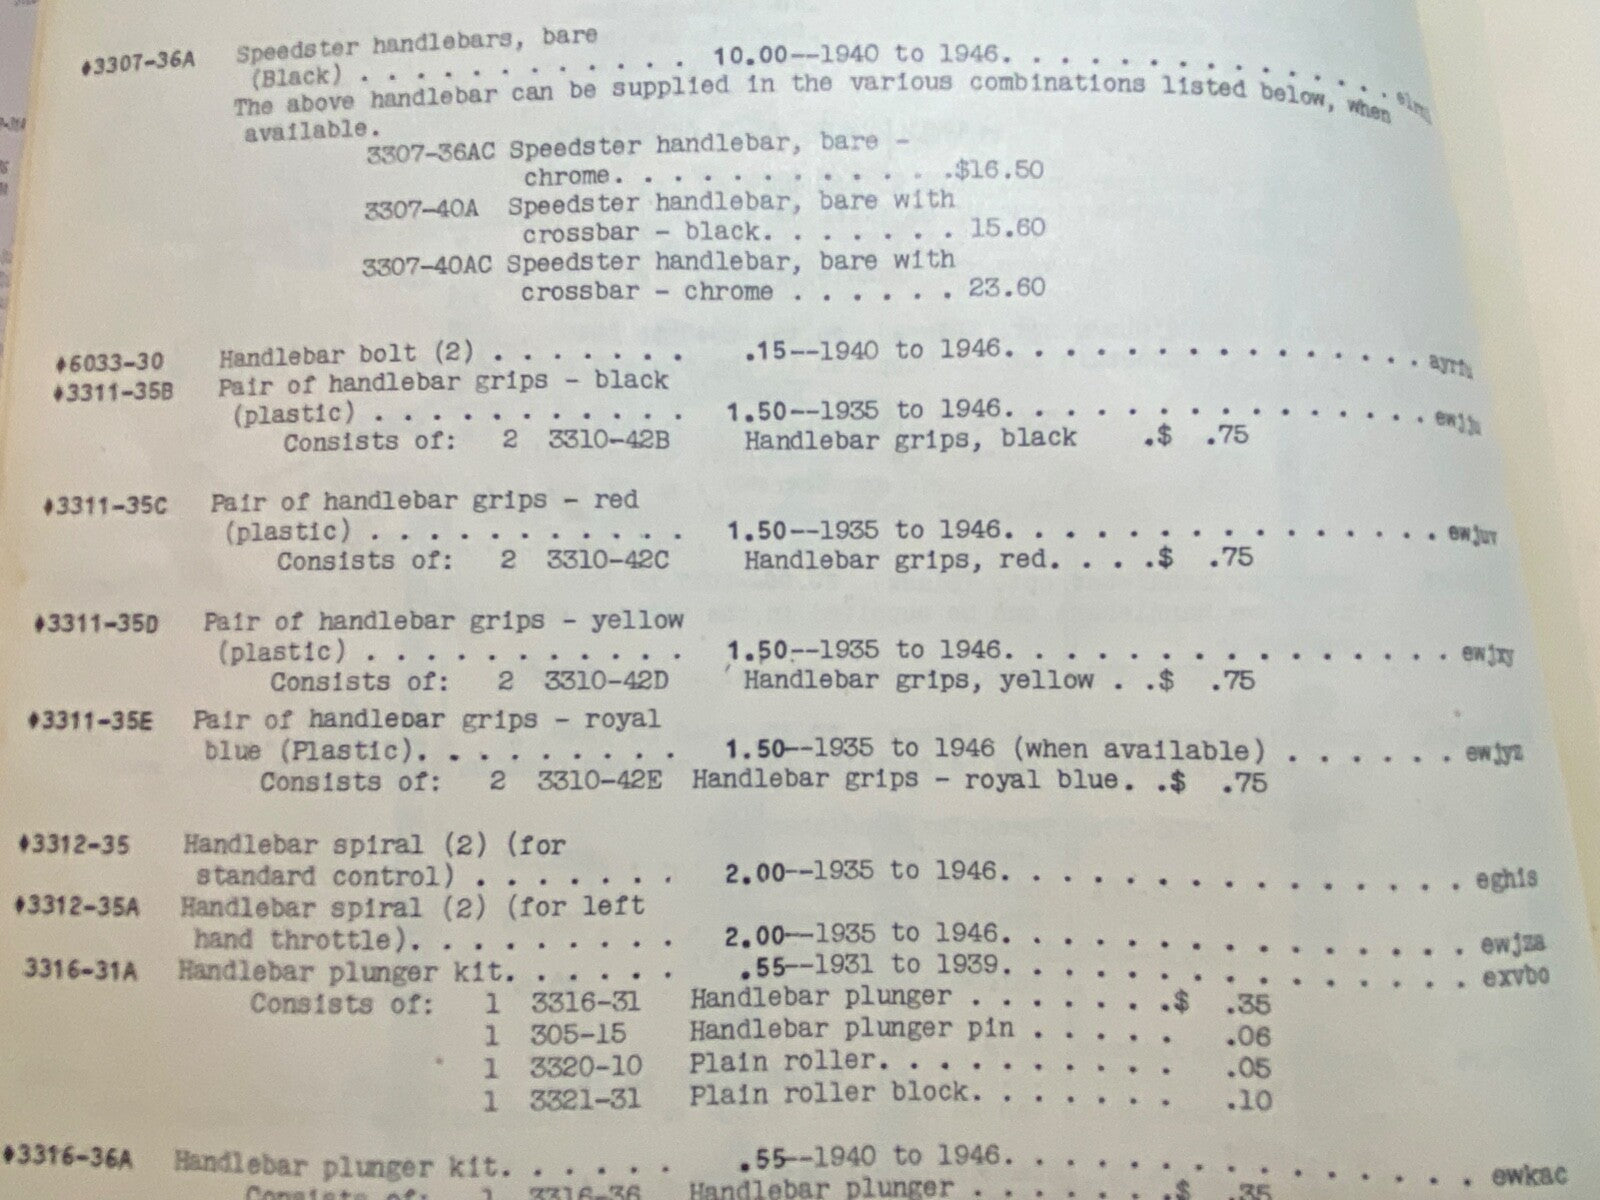 ♦3307-36A Speedster handlebars, bare
(Black) . . . . . . . . . . . . 10.00--1940 to 1946. . . . . . . . . . . . . . .
The above handlebar can be supplied in the various combinations listed below, when
available.
3307-36AC Speedster handlebar, bare -
chrome. . . . . . . . . . . .$16.50
3307-40A Speedster handlebar, bare with
crossbar - black. . . . . . . 15.60
3307-40AC Speedster handlebar, bare with
crossbar - chrome . . . . . . 23.60
♦6033-30 Handlebar bolt (2) . . . . . . . .15--1940 to 1946. . . . . . . . . . . . . . .
♦3311-35B Pair of handlebar grips - black
(plastic) . . . . . . . . . . . 1.50--1935 to 1946. . . . . . . . . . . . . . . ewjju
Consists of: 2 3310-42B Handlebar grips, black .$ .75
♦3311-35C Pair of handlebar grips - red
(plastic) . . . . . . . . . . . 1.50--1935 to 1946. . . . . . . . . . . . . . . ewjuv
Consists of: 2 3310-42C Handlebar grips, red. . . .$ .75
♦3311-35D Pair of handlebar grips - yellow
(plastic) . . . . . . . . . . . 1.50--1935 to 1946. . . . . . . . . . . . . . . ewjxy
Consists of: 2 3310-42D Handlebar grips, yellow . .$ .75
♦3311-35E Pair of handlebar grips - royal
blue (Plastic). . . . . . . . . 1.50--1935 to 1946 (when available) . . . . . . ewjyz
Consists of: 2 3310-42E Handlebar grips - royal blue. .$ .75
♦3312-35 Handlebar spiral (2) (for
standard control) . . . . . . . 2.00--1935 to 1946. . . . . . . . . . . . . . . eghis
♦3312-35A Handlebar spiral (2) (for left
hand throttle). . . . . . . . . 2.00--1935 to 1946. . . . . . . . . . . . . . . ewjza
3316-31A Handlebar plunger kit. . . . . . .55--1931 to 1939. . . . . . . . . . . . . . . exvbo
Consists of: 1 3316-31 Handlebar plunger . . . . . . .$ .35
1 305-15 Handlebar plunger pin . . . . . .06
1 3320-10 Plain roller. . . . . . . . . . .05
1 3321-31 Plain roller block. . . . . . . .10
♦3316-36A Handlebar plunger kit. . . . . . .55--1940 to 1946. . . . . . . . . . . . . . . ewkac
Consists of: 1 3316-36 Handlebar plunger . . . . . . .$ .35